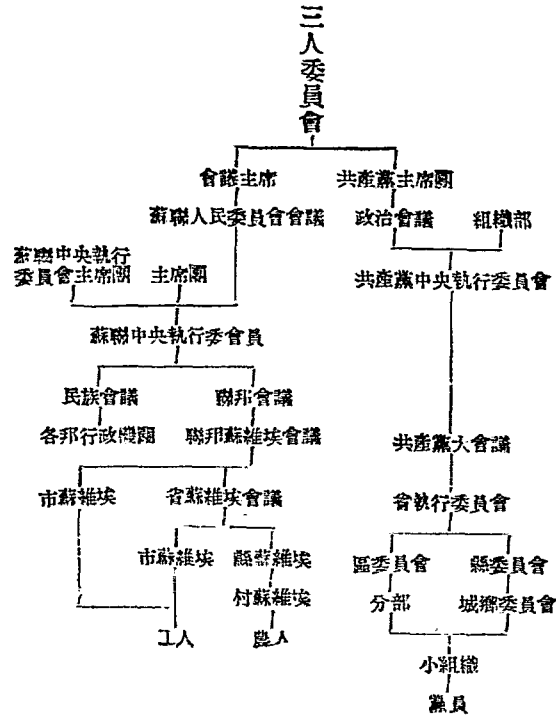 三人委員會
會議主席
共產黨主席團
蘇聯人民委員會會議
政治會議
組織部
蘇聯中央執行
委員會主席團
主席團
共產黨中央執行委員會
蘇聯中央執行委會員
民族會議
聯邦會議
各邦行政機關
聯邦蘇維埃會議
共產黨大會議
市蘇維埃
省蘇維埃會議
省執行委員會
市蘇維埃
縣蘇維埃
區委員會
縣委員會
村蘇維埃
分部
城鄉委員會
工人
農人
小組織
黨員